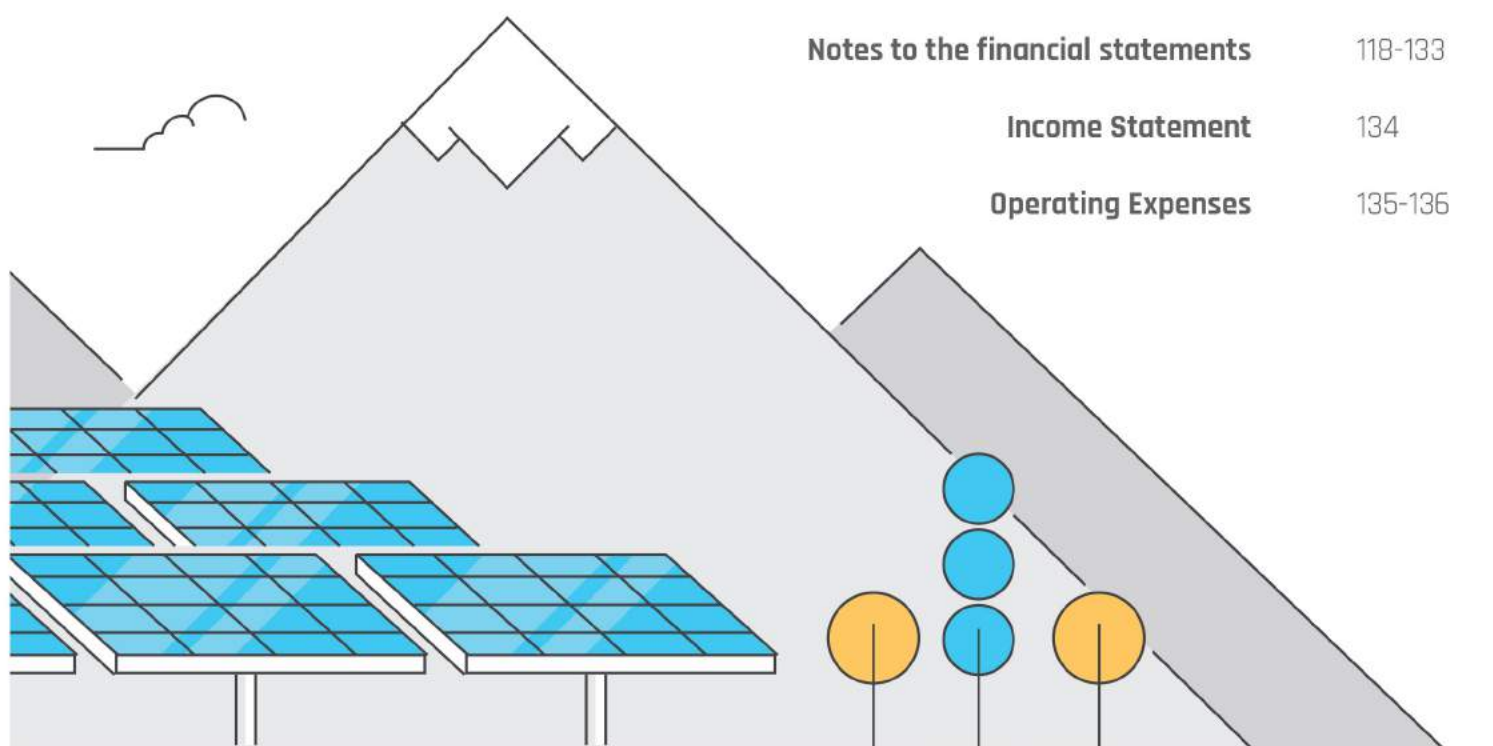 Notes to the financial statements 118-133
Income Statement 134
Operating Expenses 135-136